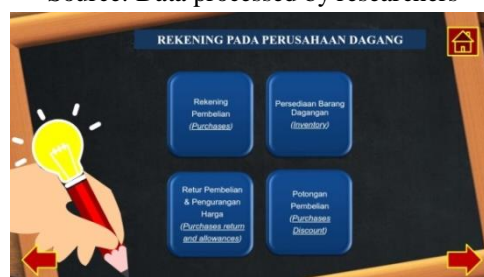 Source: Data processed by researchers
REKENING PADA PERUSAHAAN DAGANG
Rekening
Pembelian
(Purchases)
Persediaan Barang
Dagangan
(Inventory)
Retur Pembelian
& Pengurangan
Harga
(Purchases return
and allowances)
Potongan
Pembelian
(Purchases
Discount)